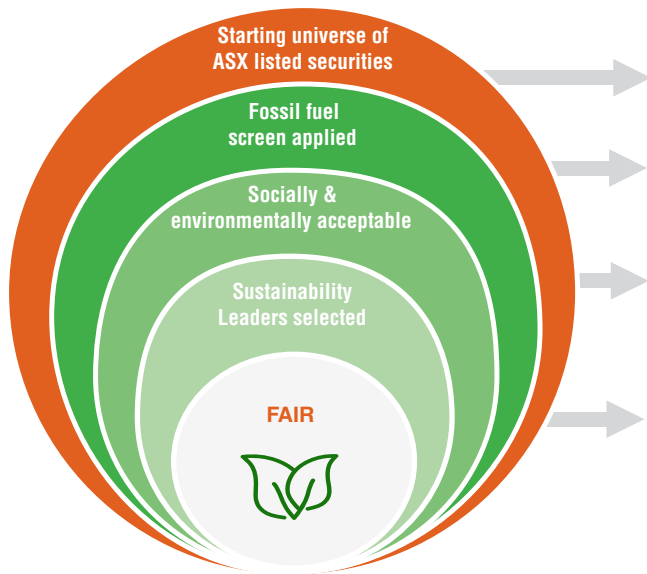 Starting universe of
ASX listed securities
Fossil fuel
screen applied
Socially &
environmentally acceptable
Sustainability
Leaders selected
FAIR